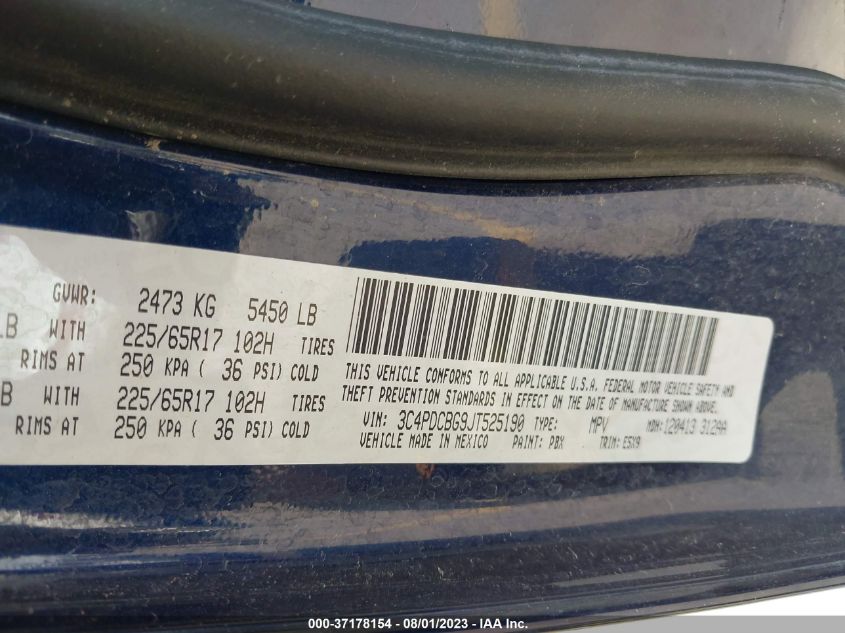 GVWR: 2473 KG 5450 LB
LB WITH 225/65R17 102H TIRES
RIMS AT 250 KPA ( 36 PSI) COLD
B WITH 225/65R17 102H TIRES
RIMS AT 250 KPA ( 36 PSI) COLD
THIS VEHICLE CONFORMS TO ALL APPLICABLE U.S.A. FEDERAL MOTOR VEHICLE SAFETY AND
THEFT PREVENTION STANDARDS IN EFFECT ON THE DATE OF MANUFACTURE SHOWN ABOVE.
VIN: 3C4PDCBG9JT525190 TYPE: MPV MDH:120413 312AA
VEHICLE MADE IN MEXICO PAINT: PBX TRIM: E5X9
000-37178154 - 08/01/2023 - IAA Inc.